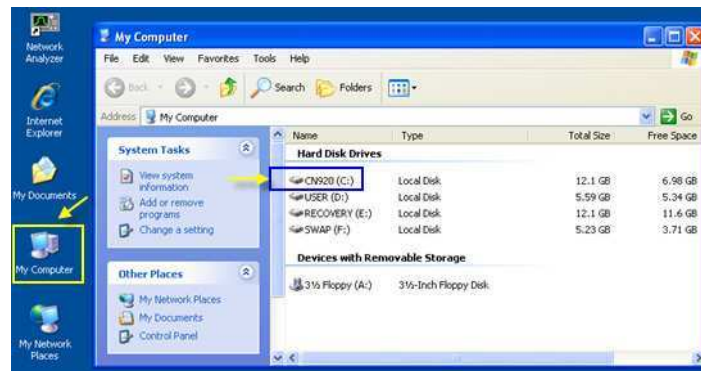 Network
Analyzer
Internet
Explorer
My Documents
My Computer
My Network
Places
My Computer
File Edit View Favorites Tools Help
Back Search Folders
Address My Computer Go
System Tasks
View system
information
Add or remove
programs
Change a setting
Other Places
My Network Places
My Documents
Control Panel
Name Type Total Size Free Space
Hard Disk Drives
CN920 (C:) Local Disk 12.1 GB 6.98 GB
USER (D:) Local Disk 5.59 GB 5.34 GB
RECOVERY (E:) Local Disk 12.1 GB 11.6 GB
SWAP (F:) Local Disk 5.23 GB 3.71 GB
Devices with Removable Storage
3½ Floppy (A:) 3½-Inch Floppy Disk